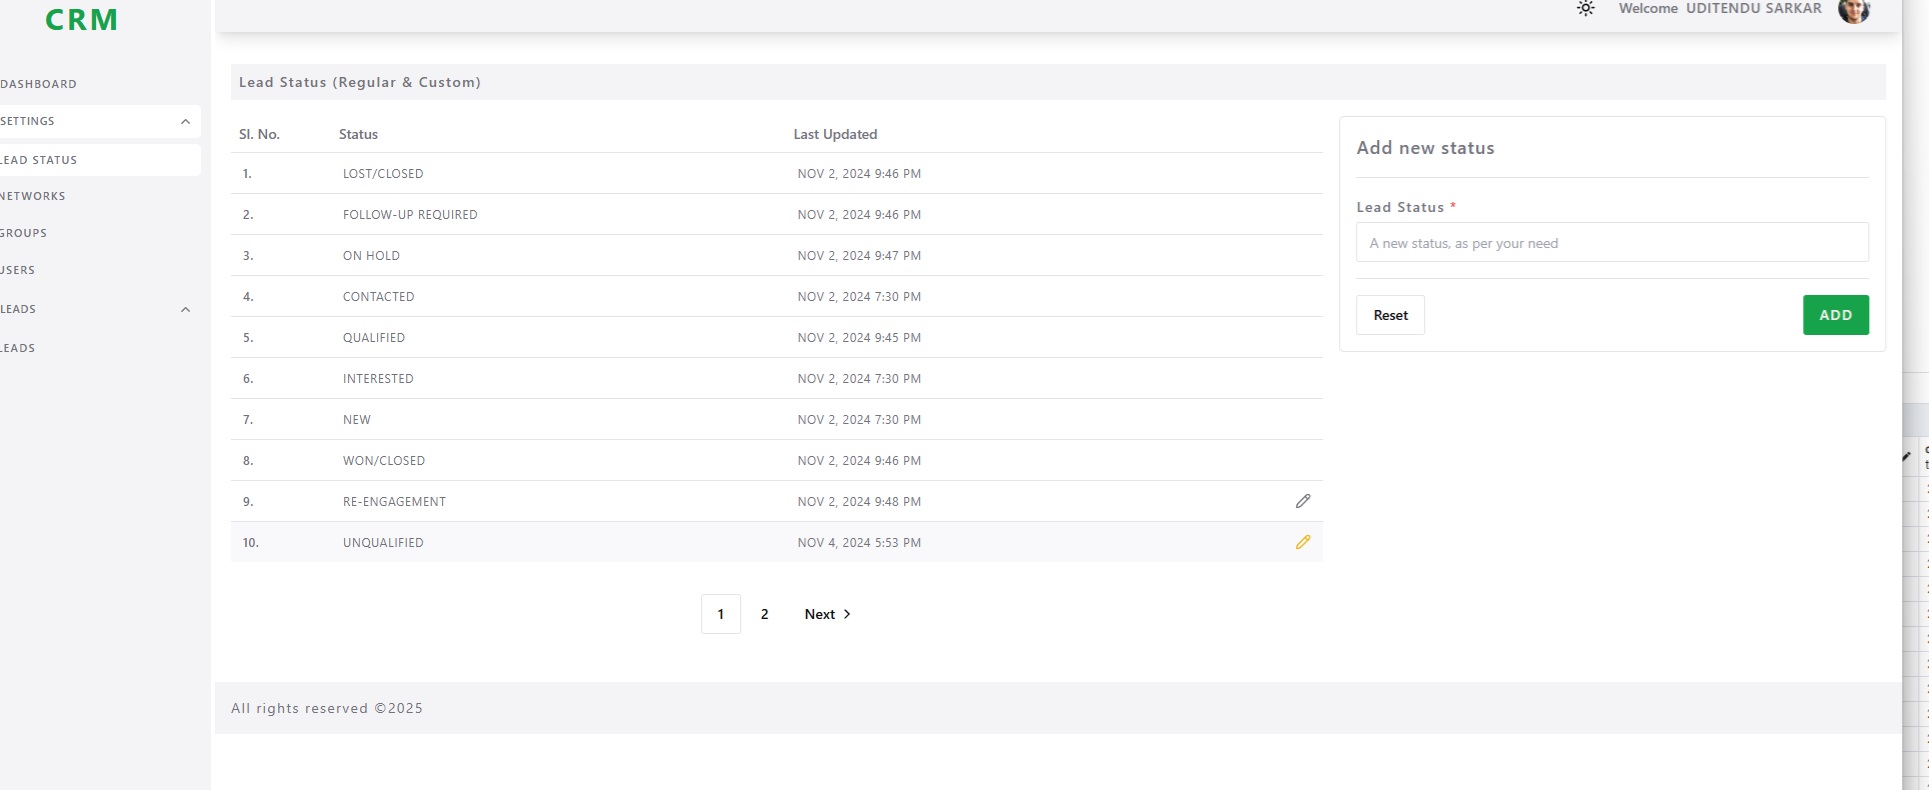 CRM
Welcome UDITENDU SARKAR
DASHBOARD
SETTINGS
LEAD STATUS
NETWORKS
GROUPS
USERS
LEADS
LEADS
Lead Status (Regular & Custom)
Sl. No. Status Last Updated
1. LOST/CLOSED NOV 2, 2024 9:46 PM
2. FOLLOW-UP REQUIRED NOV 2, 2024 9:46 PM
3. ON HOLD NOV 2, 2024 9:47 PM
4. CONTACTED NOV 2, 2024 7:30 PM
5. QUALIFIED NOV 2, 2024 9:45 PM
6. INTERESTED NOV 2, 2024 7:30 PM
7. NEW NOV 2, 2024 7:30 PM
8. WON/CLOSED NOV 2, 2024 9:46 PM
9. RE-ENGAGEMENT NOV 2, 2024 9:48 PM
10. UNQUALIFIED NOV 4, 2024 5:53 PM
1 2 Next
Add new status
Lead Status *
A new status, as per your need
Reset ADD
All rights reserved ©2025